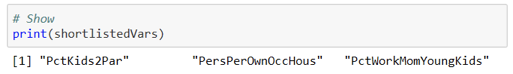 # Show
print(shortlistedVars)
[1] "PctKids2Par" "PersPerOwnOccHous" "PctWorkMomYoungKids"